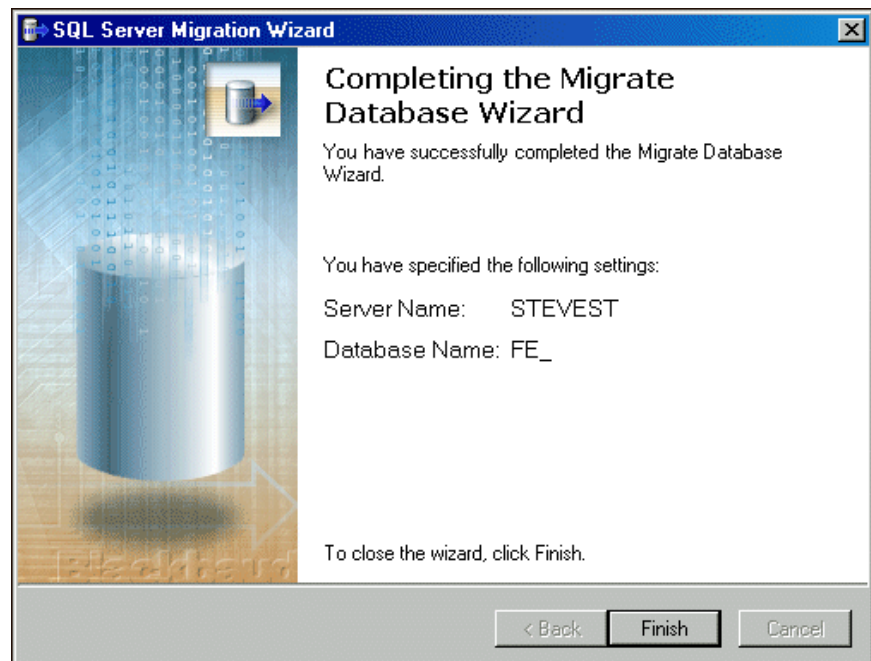 SQL Server Migration Wizard
Completing the Migrate
Database Wizard
You have successfully completed the Migrate Database
Wizard.
You have specified the following settings:
Server Name: STEVEST
Database Name: FE_
To close the wizard, click Finish.
Blackbaud
< Back Finish Cancel